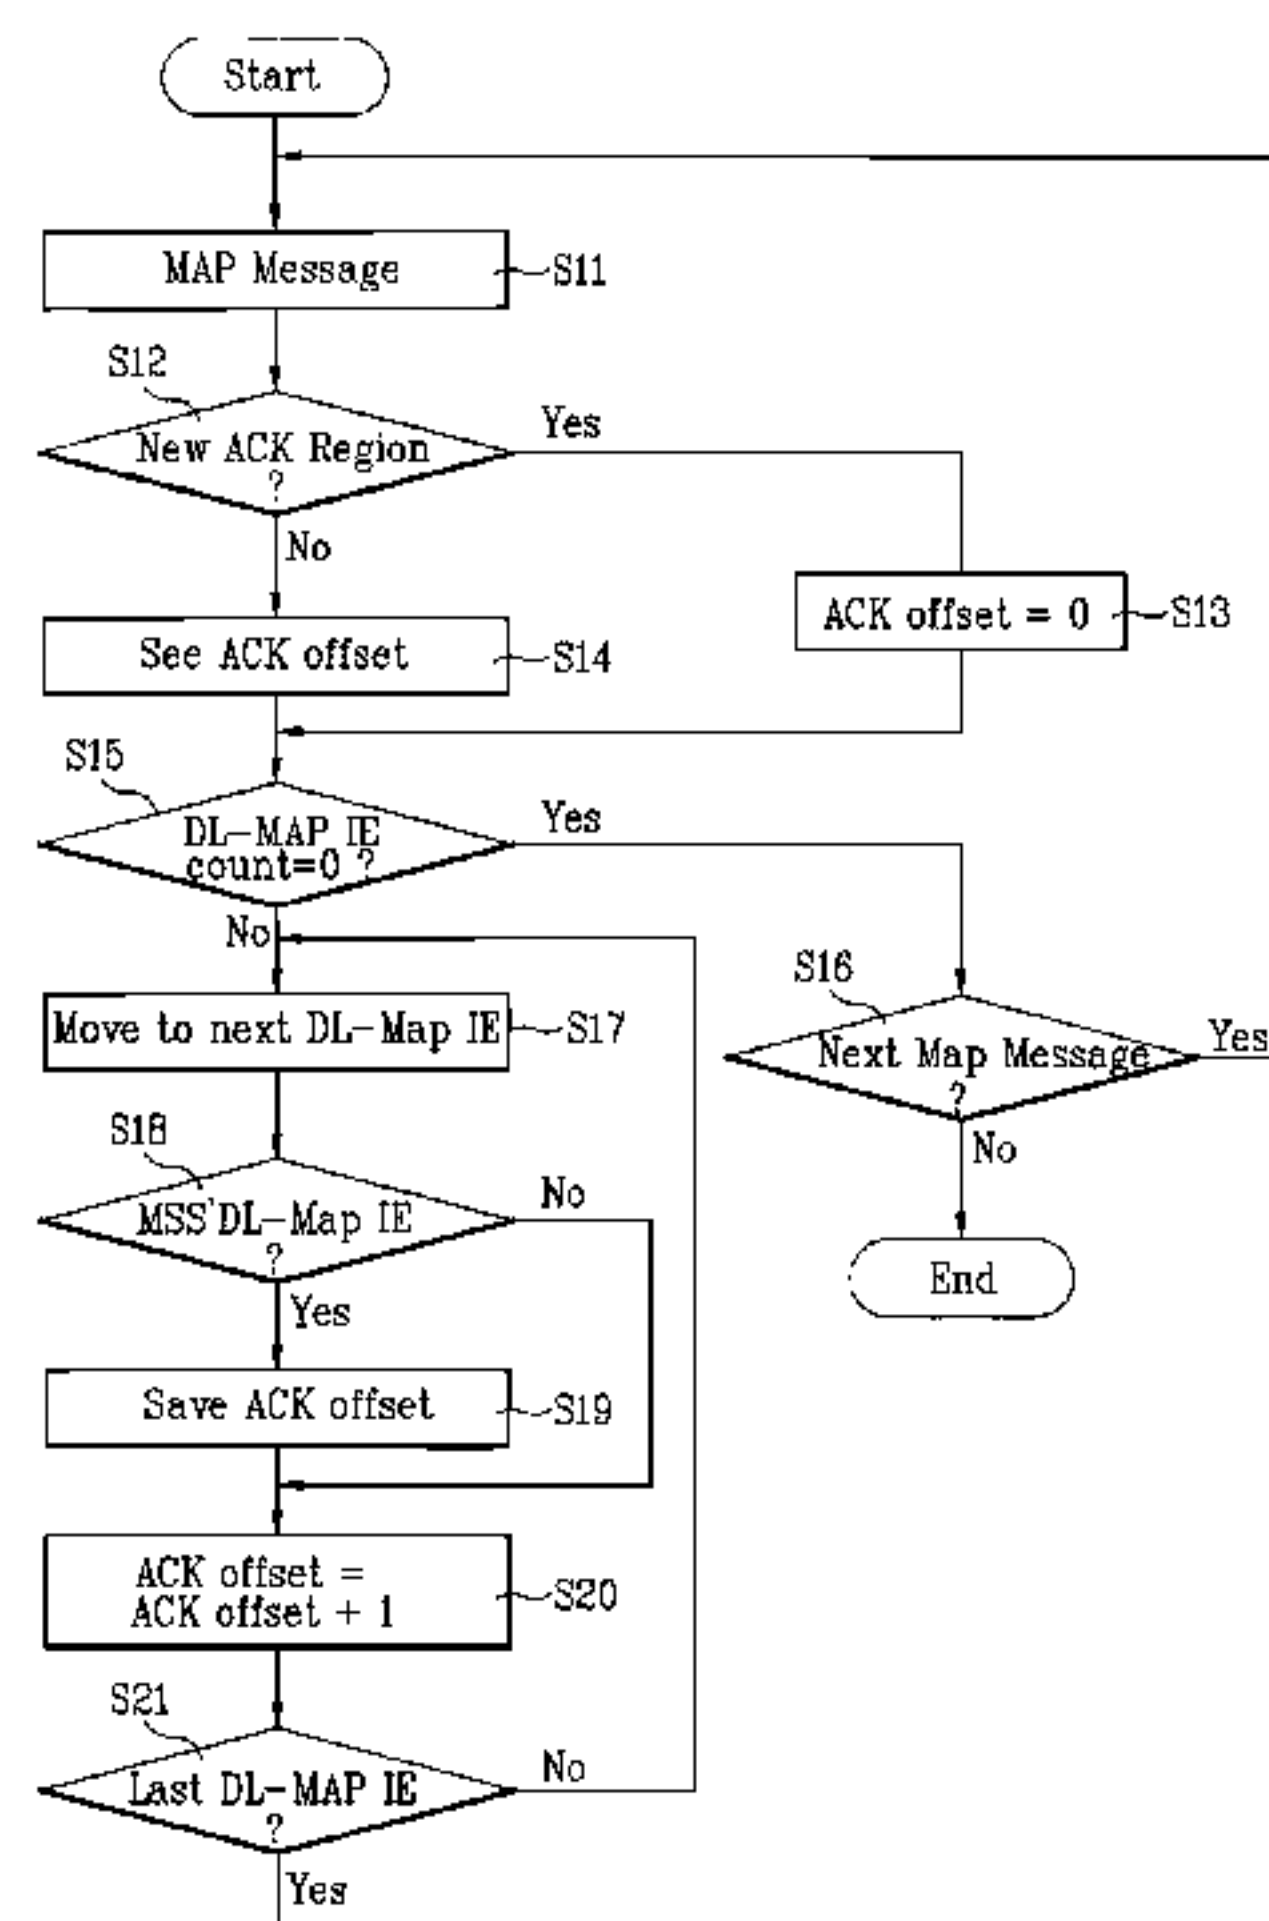 Start
MAP Message
S11
S12
New ACK Region
?
Yes
No
ACK offset = 0
S13
See ACK offset
S14
S15
DL-MAP IE
count=0 ?
Yes
No
S16
Next Map Message
?
Yes
No
End
Move to next DL-Map IE
S17
S18
MSS'DL-Map IE
?
No
Yes
Save ACK offset
S19
ACK offset =
ACK offset + 1
S20
S21
Last DL-MAP IE
?
No
Yes